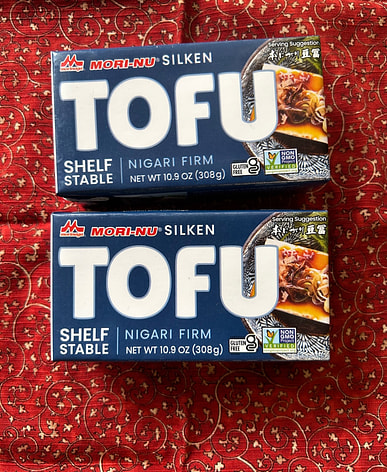 Serving Suggestion
MORI-NU® SILKEN
TOFU
SHELF STABLE
NIGARI FIRM
NET WT 10.9 OZ (308g)
GLUTEN FREE
NON GMO Project
VERIFIED
Serving Suggestion
MORI-NU® SILKEN
TOFU
SHELF STABLE
NIGARI FIRM
NET WT 10.9 OZ (308g)
GLUTEN FREE
NON GMO Project
VERIFIED